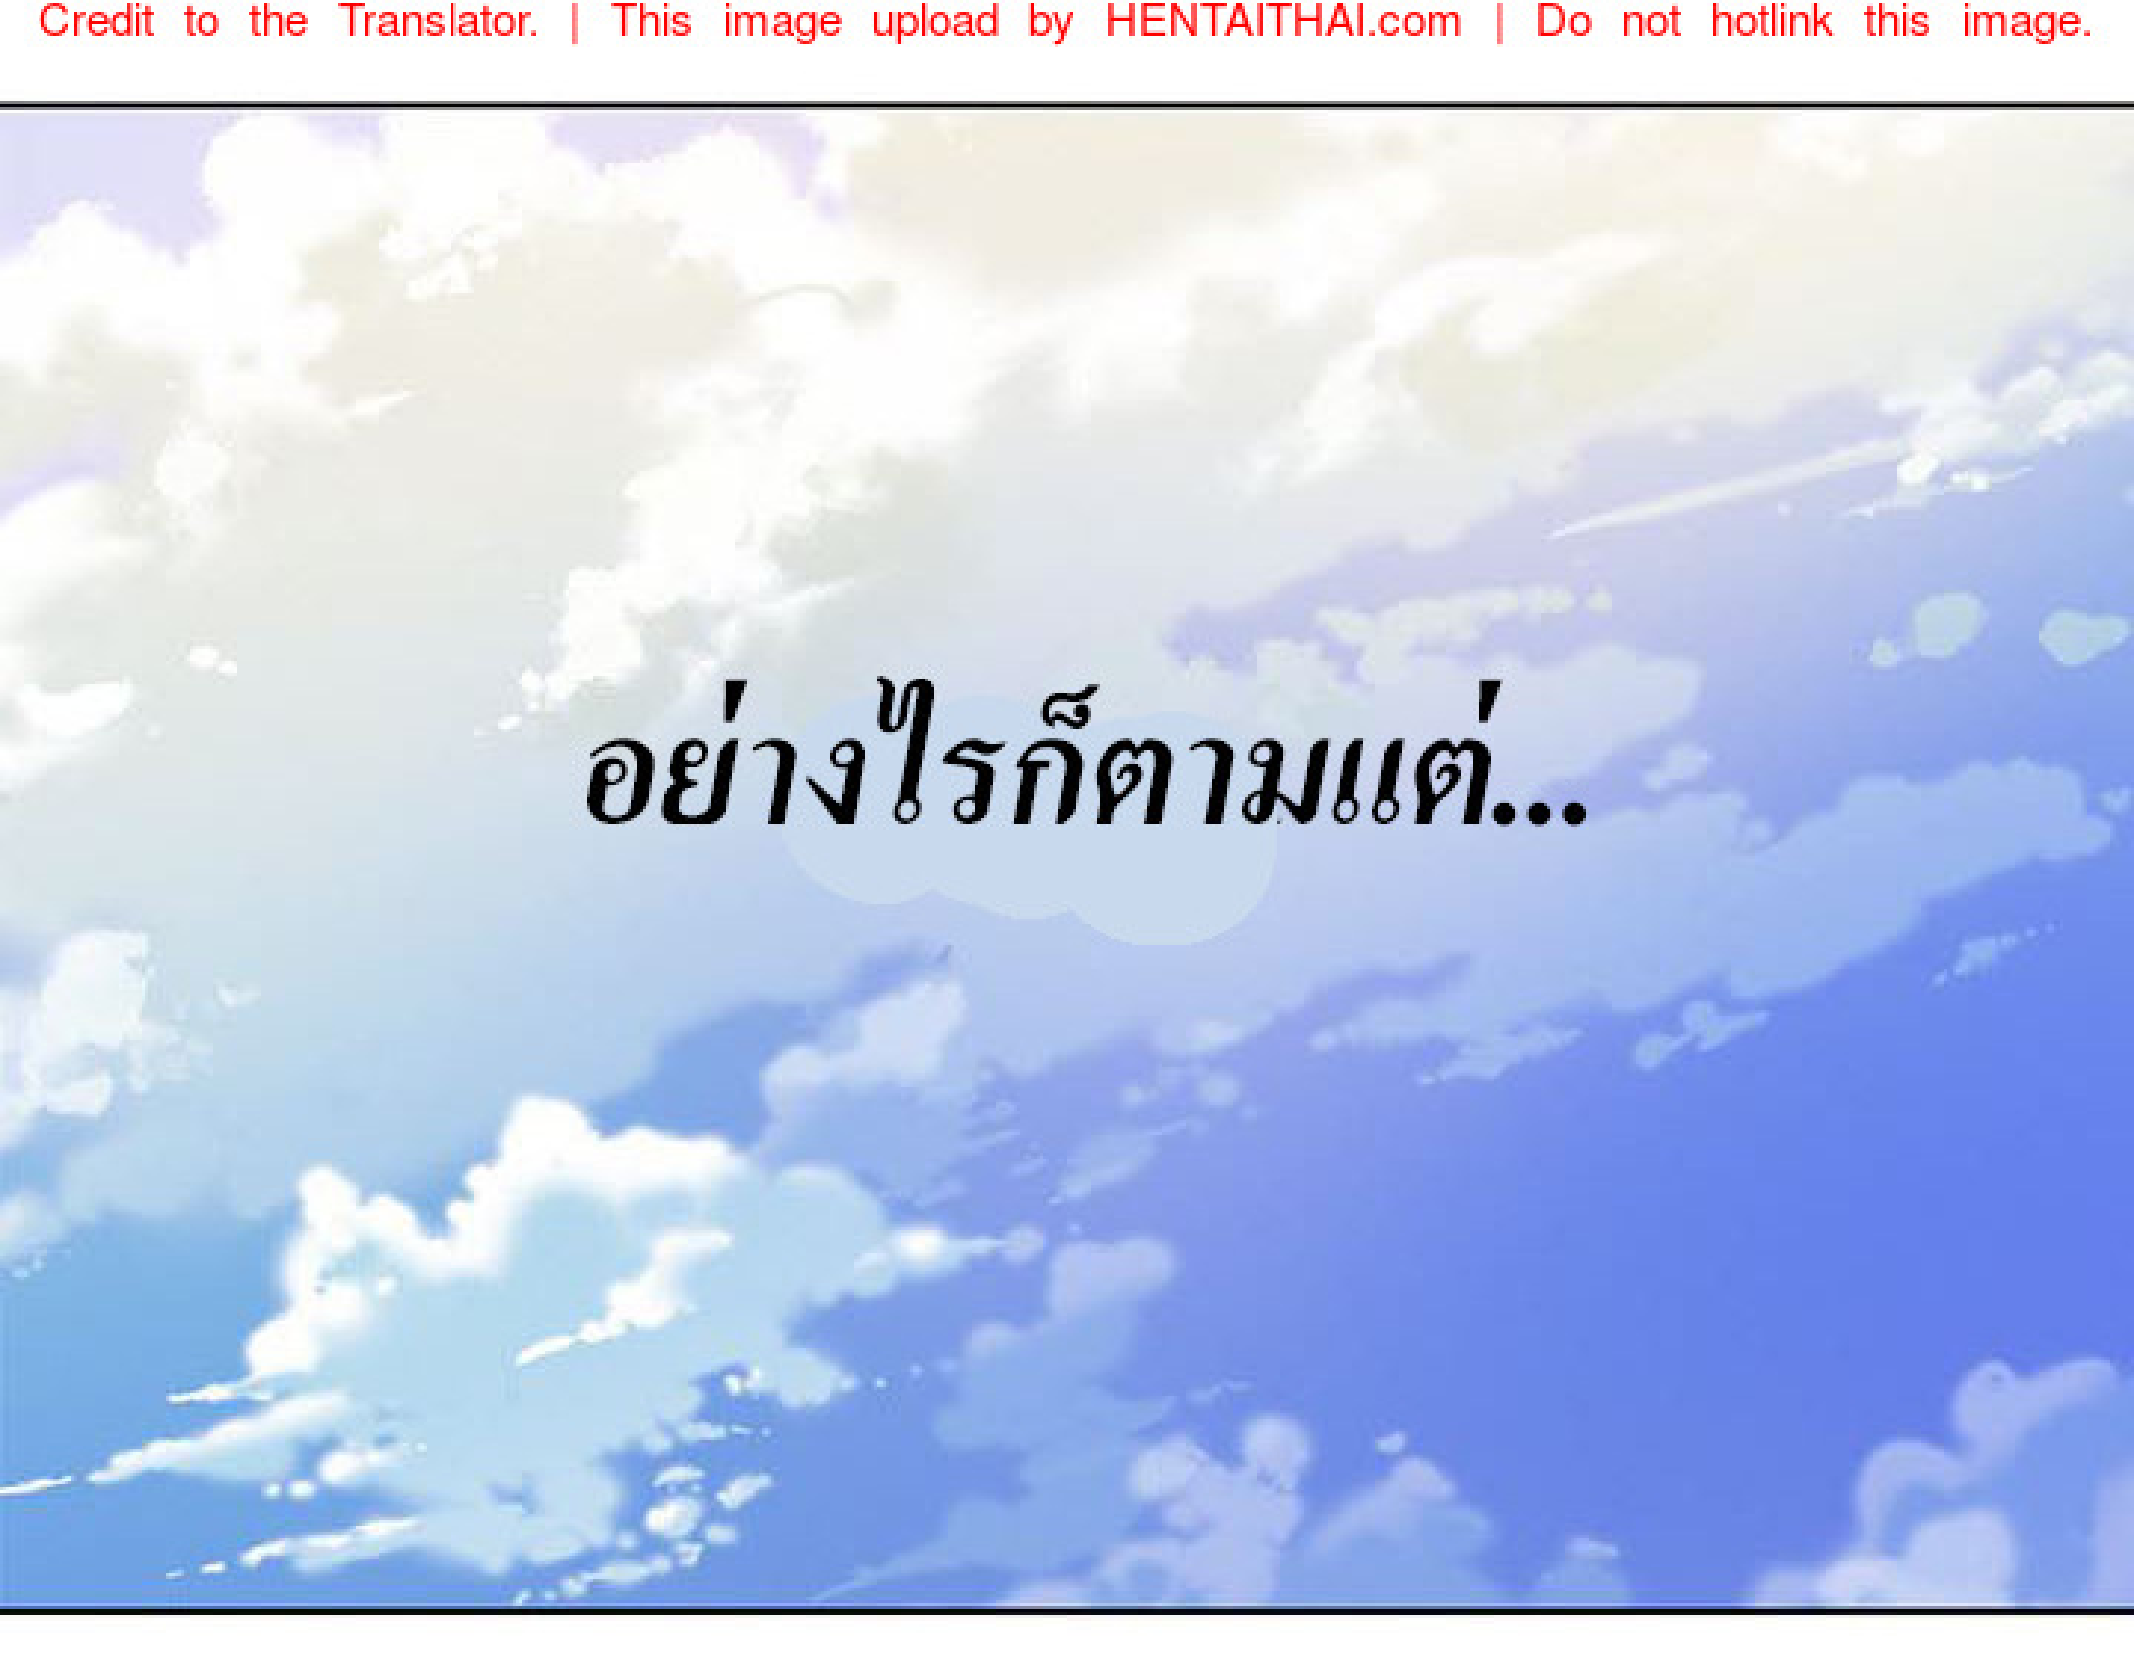 Credit to the Translator. | This image upload by HENTAITHAI.com | Do not hotlink this image.
อย่างไรก็ตามแต่...